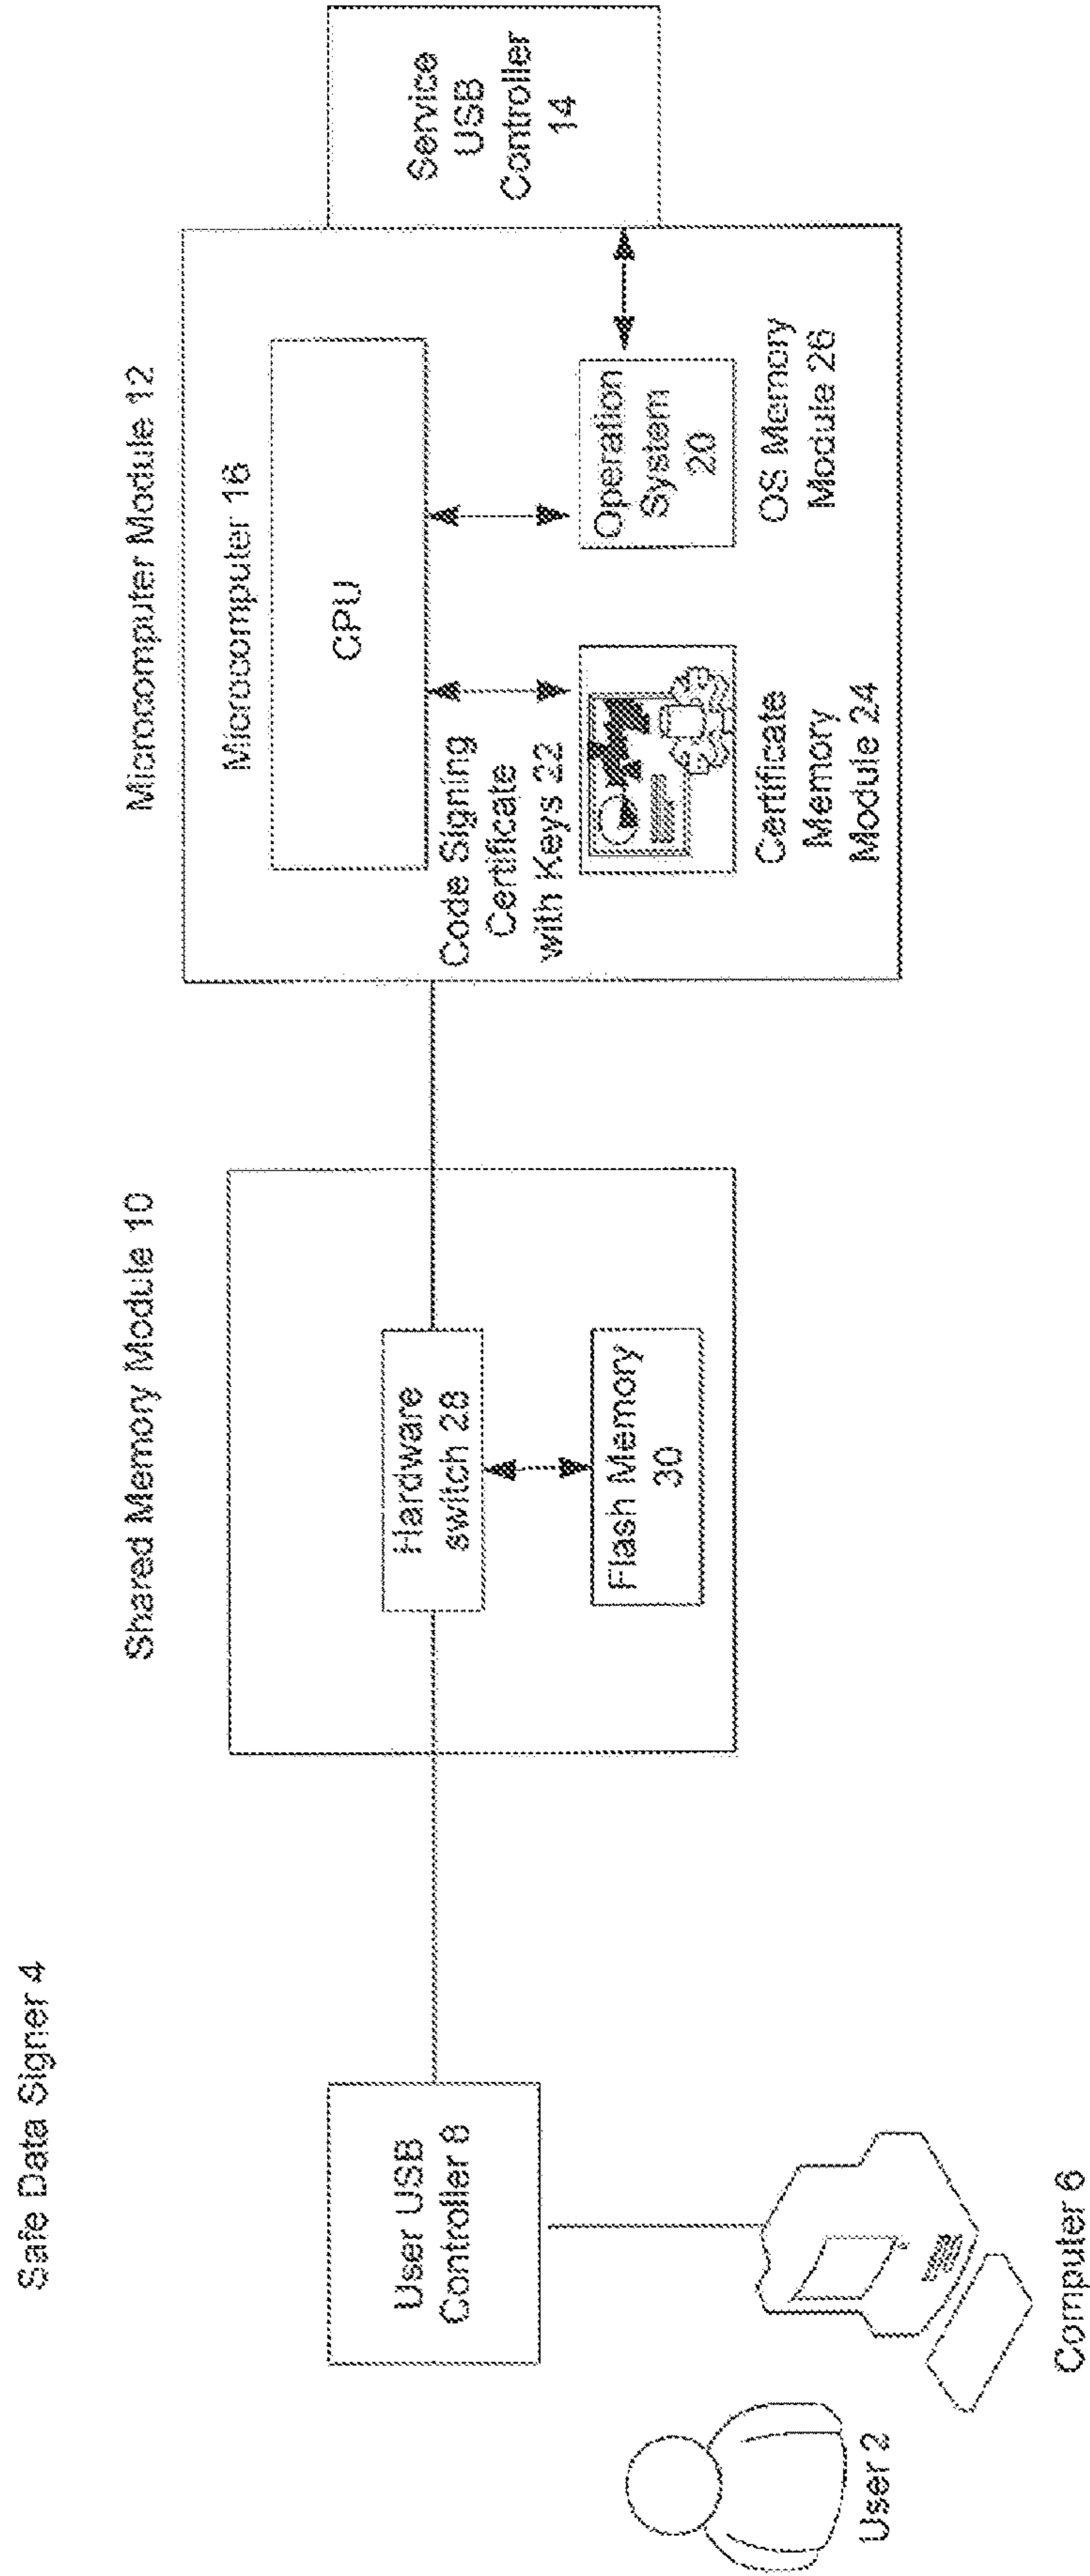 Safe Data Signer 4
User 2
Computer 6
User USB
Controller 8
Shared Memory Module 10
Hardware
switch 28
Flash Memory
30
Microcomputer Module 12
Microcomputer 16
CPU
Code Signing
Certificate
with Keys 22
Certificate
Memory
Module 24
Operation
System
20
OS Memory
Module 26
Service
USB
Controller
14